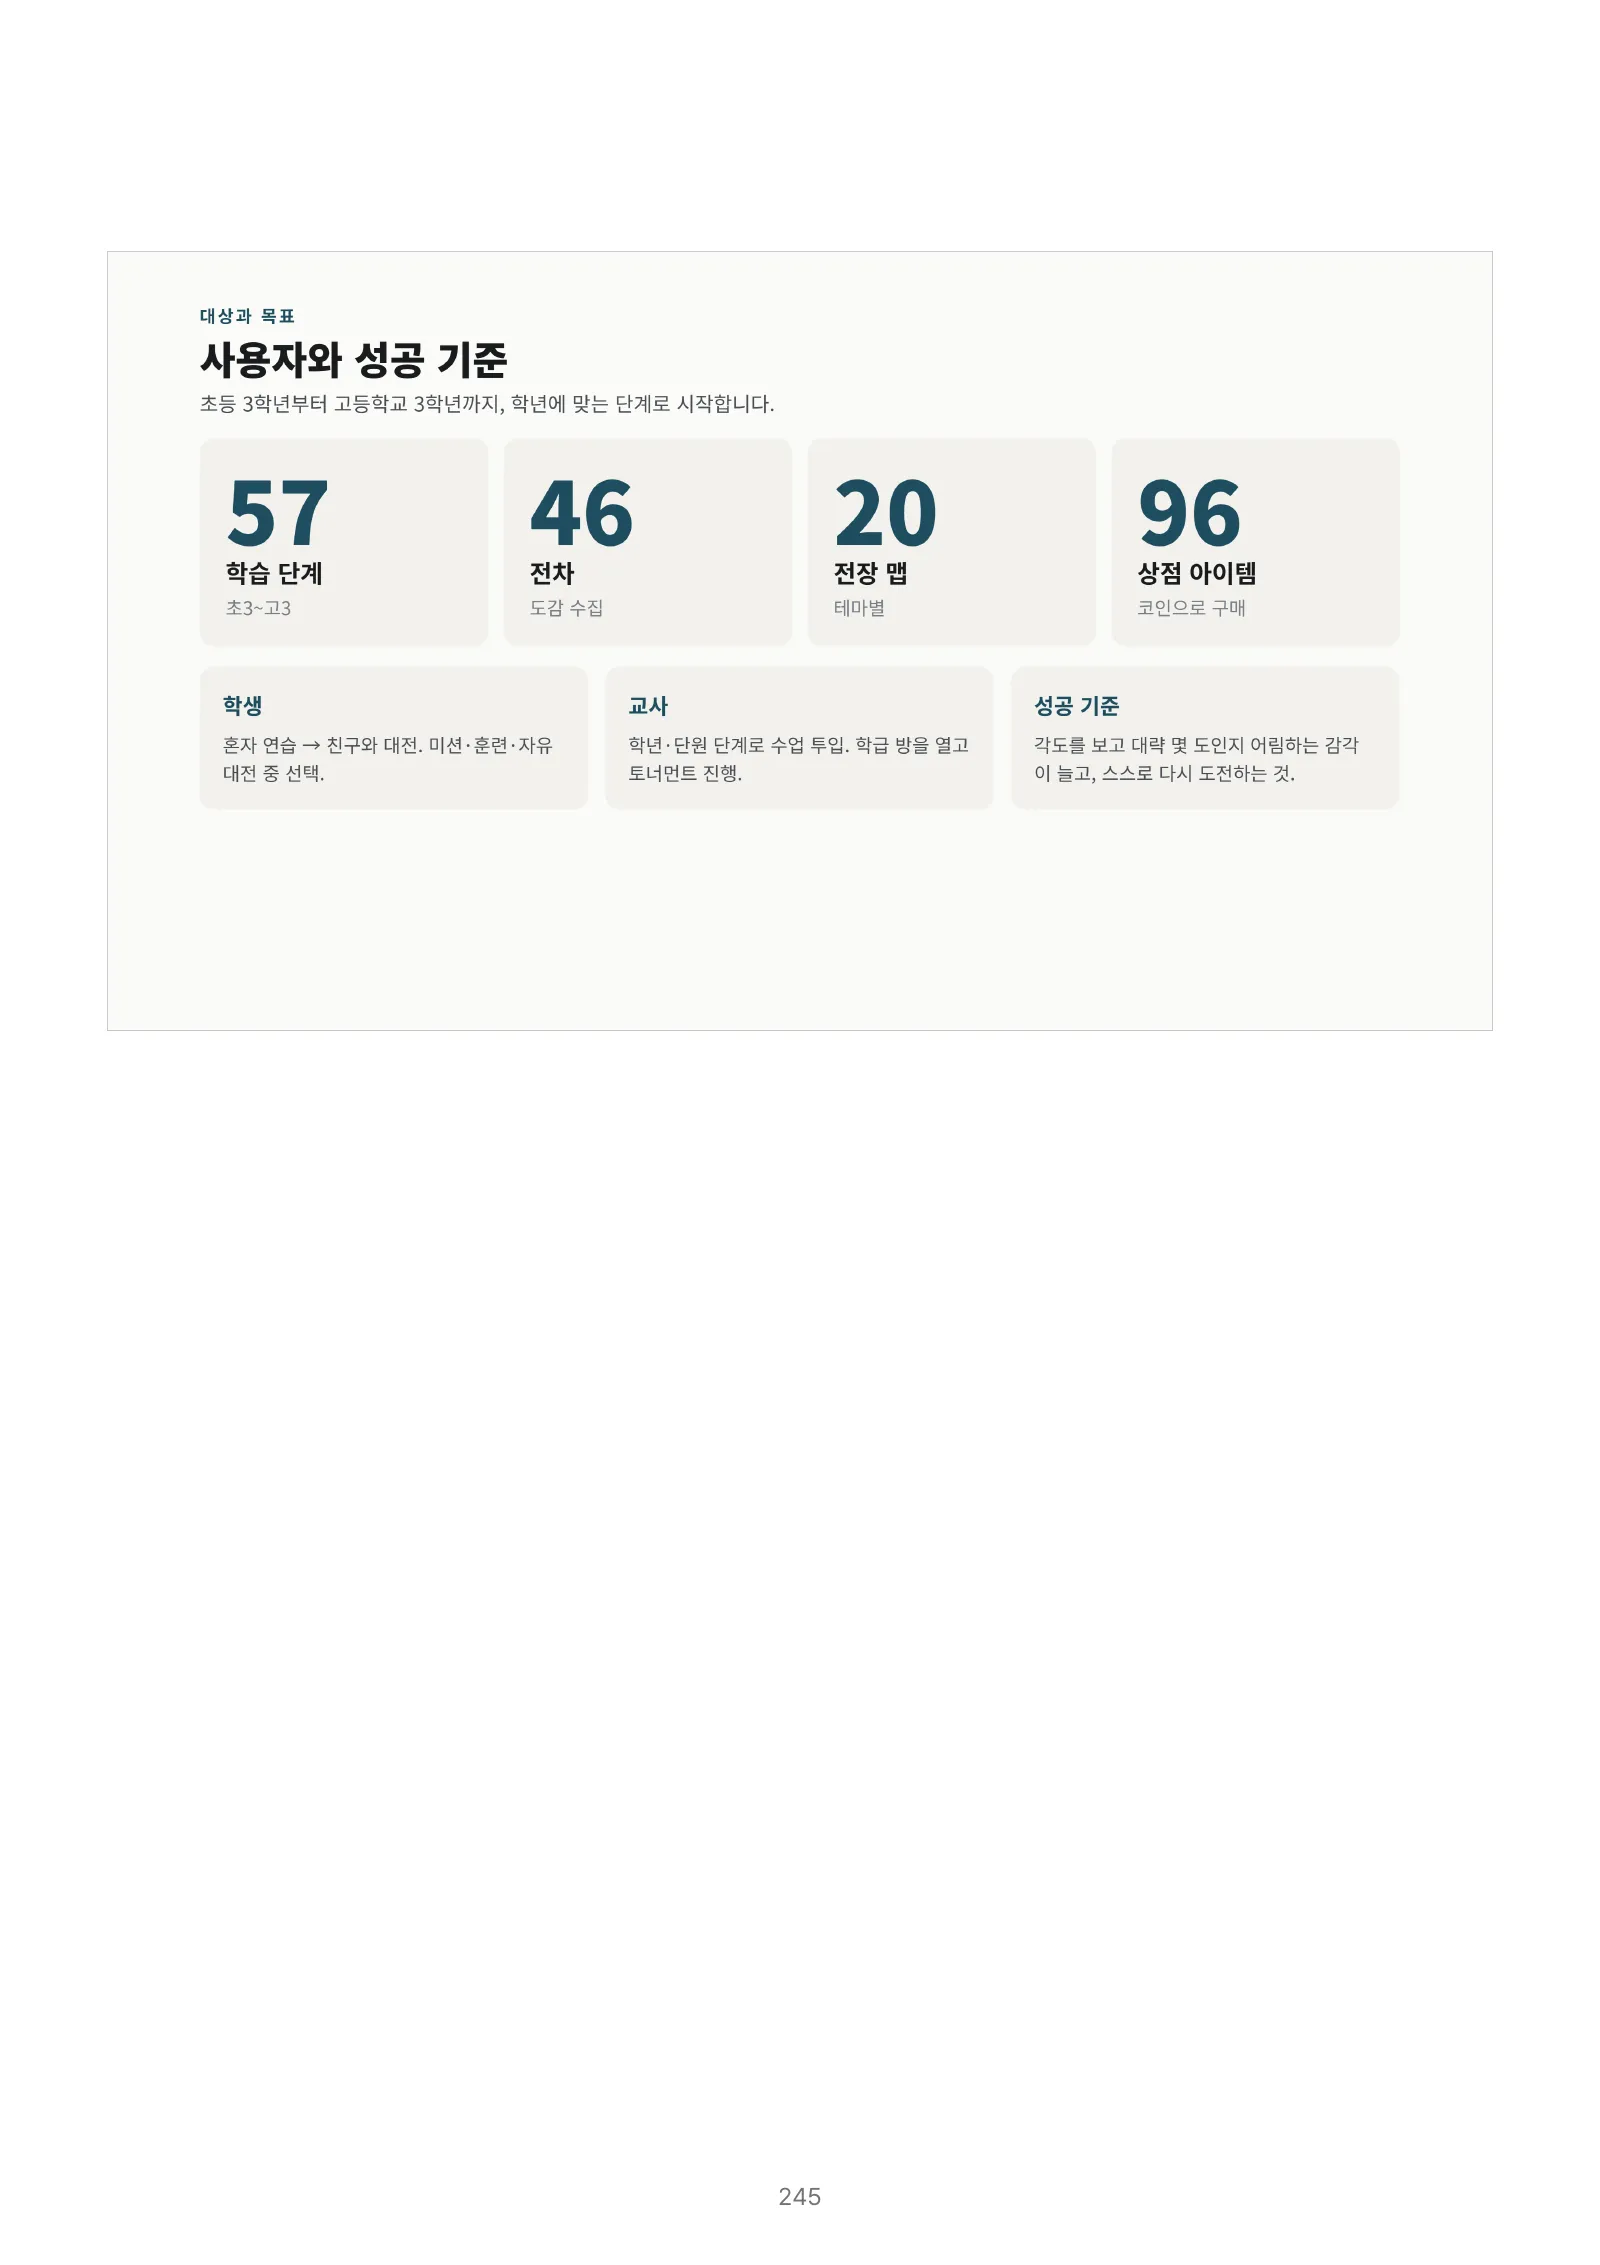 대상과 목표
사용자와 성공 기준
초등 3학년부터 고등학교 3학년까지, 학년에 맞는 단계로 시작합니다.
57
학습 단계
초3~고3
46
전차
도감 수집
20
전장 맵
테마별
96
상점 아이템
코인으로 구매
학생
혼자 연습 → 친구와 대전. 미션·훈련·자유
대전 중 선택.
교사
학년·단원 단계로 수업 투입. 학급 방을 열고
토너먼트 진행.
성공 기준
각도를 보고 대략 몇 도인지 어림하는 감각
이 늘고, 스스로 다시 도전하는 것.
245